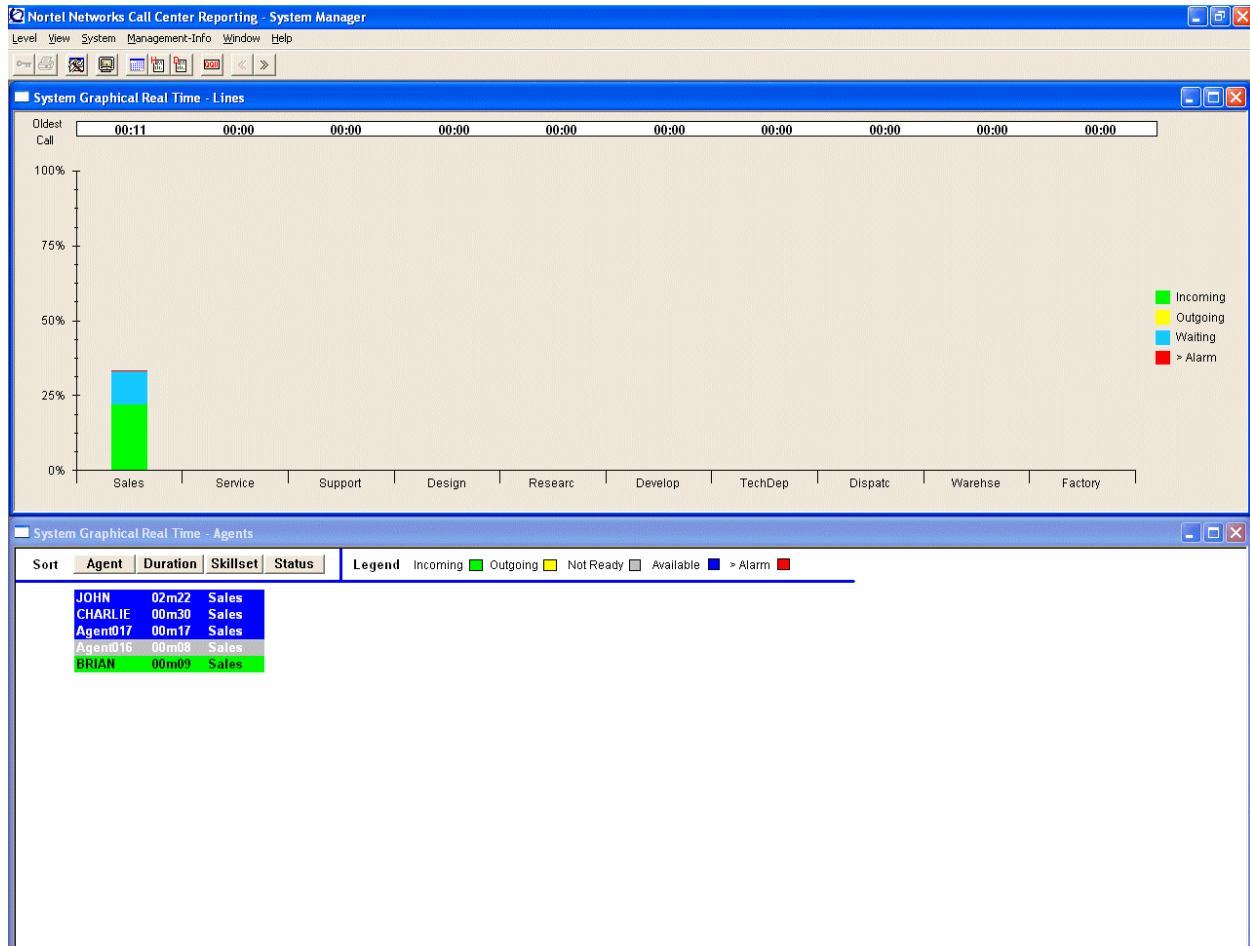 Nortel Networks Call Center Reporting - System Manager
Level View System Management-Info Window Help
System Graphical Real Time - Lines
Oldest Call 00:11 00:00 00:00 00:00 00:00 00:00 00:00 00:00 00:00 00:00
100%
75%
50%
25%
0%
Incoming
Outgoing
Waiting
> Alarm
Sales Service Support Design Researc Develop TechDep Dispatc Warehse Factory
System Graphical Real Time - Agents
Sort Agent Duration Skillset Status Legend Incoming Outgoing Not Ready Available > Alarm
JOHN 02m22 Sales
CHARLIE 00m30 Sales
Agent017 00m17 Sales
Agent016 00m08 Sales
BRIAN 00m09 Sales